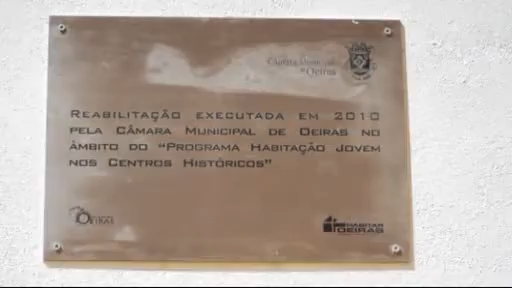 Câmara Municipal
de Oeiras
REABILITAÇÃO EXECUTADA EM 2010
PELA CÂMARA MUNICIPAL DE OEIRAS NO
ÂMBITO DO “PROGRAMA HABITAÇÃO JOVEM
NOS CENTROS HISTÓRICOS”
OEIRAS
HABITAR
OEIRAS